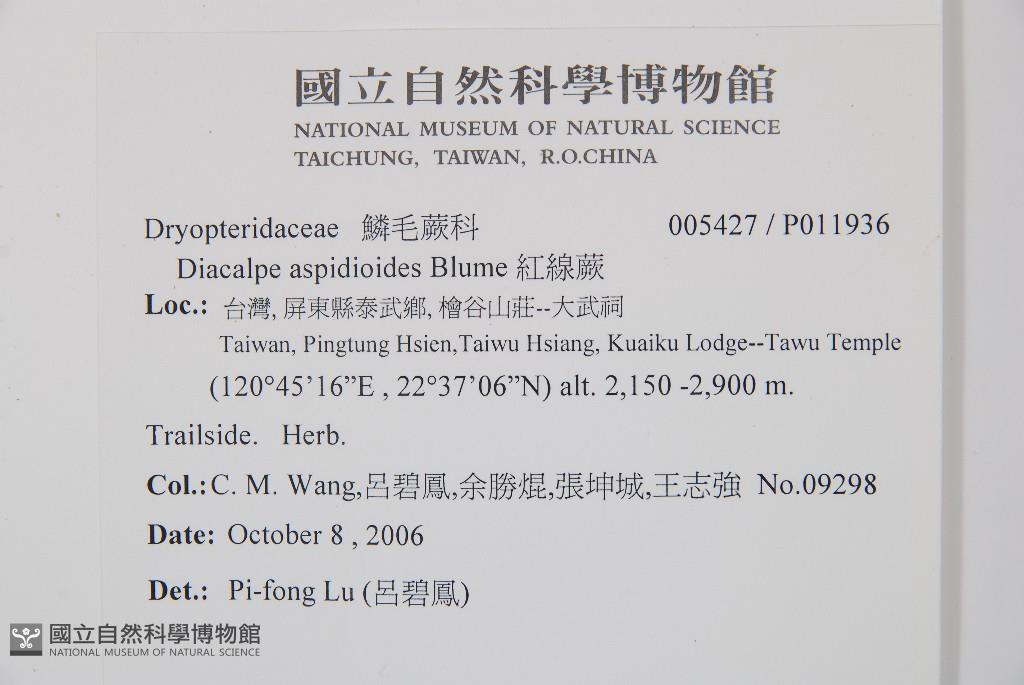 國立自然科學博物館
NATIONAL MUSEUM OF NATURAL SCIENCE
TAICHUNG, TAIWAN, R.O.CHINA
Dryopteridaceae 鱗毛蕨科 005427 / P011936
Diacalpe aspidioides Blume 紅線蕨
Loc.: 台灣, 屏東縣泰武鄉, 檜谷山莊--大武祠
Taiwan, Pingtung Hsien,Taiwu Hsiang, Kuaiku Lodge--Tawu Temple
(120°45’16”E , 22°37’06”N) alt. 2,150 -2,900 m.
Trailside. Herb.
Col.:C. M. Wang,呂碧鳳,余勝焜,張坤城,王志強 No.09298
Date: October 8 , 2006
Det.: Pi-fong Lu (呂碧鳳)
國立自然科學博物館
NATIONAL MUSEUM OF NATURAL SCIENCE